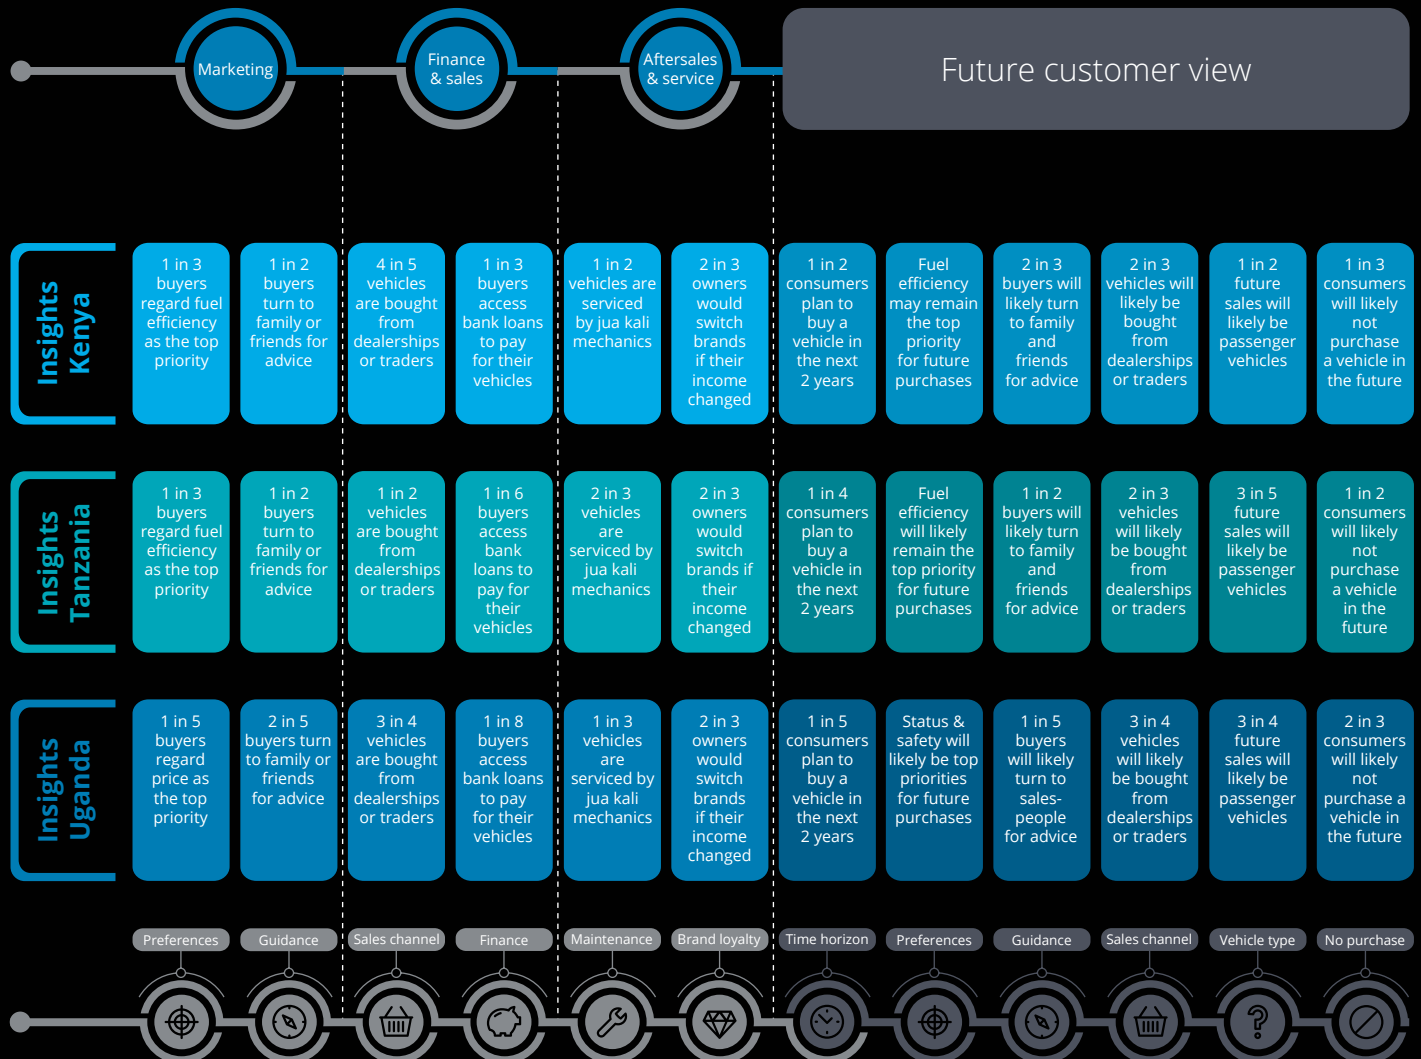 Marketing
Finance
& sales
Aftersales
& service
Future customer view
Insights
Kenya
1 in 3
buyers
regard fuel
efficiency
as the top
priority
1 in 2
buyers
turn to
family or
friends for
advice
4 in 5
vehicles
are bought
from
dealerships
or traders
1 in 3
buyers
access
bank loans
to pay
for their
vehicles
1 in 2
vehicles are
serviced
by jua kali
mechanics
2 in 3
owners
would
switch
brands
if their
income
changed
1 in 2
consumers
plan to
buy a
vehicle in
the next
2 years
Fuel
efficiency
may remain
the top
priority
for future
purchases
2 in 3
buyers will
likely turn
to family
and
friends
for advice
2 in 3
vehicles will
likely be
bought
from
dealerships
or traders
1 in 2
future
sales will
likely be
passenger
vehicles
1 in 3
consumers
will likely
not
purchase
a vehicle in
the future
Insights
Tanzania
1 in 3
buyers
regard fuel
efficiency
as the top
priority
1 in 2
buyers
turn to
family or
friends for
advice
1 in 2
vehicles
are bought
from
dealerships
or traders
1 in 6
buyers
access
bank
loans to
pay for
their
vehicles
2 in 3
vehicles
are
serviced by
jua kali
mechanics
2 in 3
owners
would
switch
brands if
their
income
changed
1 in 4
consumers
plan to
buy a
vehicle in
the next
2 years
Fuel
efficiency
will likely
remain the
top priority
for future
purchases
1 in 2
buyers will
likely turn
to family
and
friends
for advice
2 in 3
vehicles
will likely
be bought
from
dealerships
or traders
3 in 5
future
sales will
likely be
passenger
vehicles
1 in 2
consumers
will likely
not
purchase
a vehicle
in the
future
Insights
Uganda
1 in 5
buyers
regard
price as
the top
priority
2 in 5
buyers turn
to family or
friends
for advice
3 in 4
vehicles
are bought
from
dealerships
or traders
1 in 8
buyers
access
bank loans
to pay
for their
vehicles
1 in 3
vehicles
are
serviced by
jua kali
mechanics
2 in 3
owners
would
switch
brands
if their
income
changed
1 in 5
consumers
plan to
buy a
vehicle in
the next
2 years
Status &
safety will
likely be top
priorities
for future
purchases
1 in 5
buyers
will likely
turn to
sales-
people
for advice
3 in 4
vehicles
will likely
be bought
from
dealerships
or traders
3 in 4
future
sales will
likely be
passenger
vehicles
2 in 3
consumers
will likely
not
purchase a
vehicle in
the future
Preferences
Guidance
Sales channel
Finance
Maintenance
Brand loyalty
Time horizon
Preferences
Guidance
Sales channel
Vehicle type
No purchase